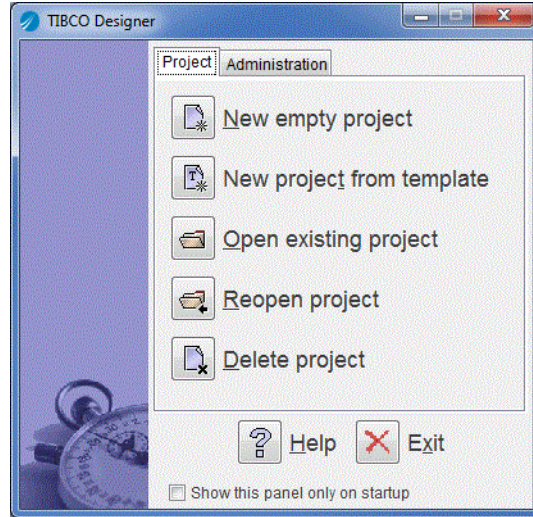 TIBCO Designer
Project Administration
New empty project
New project from template
Open existing project
Reopen project
Delete project
Help Exit
Show this panel only on startup